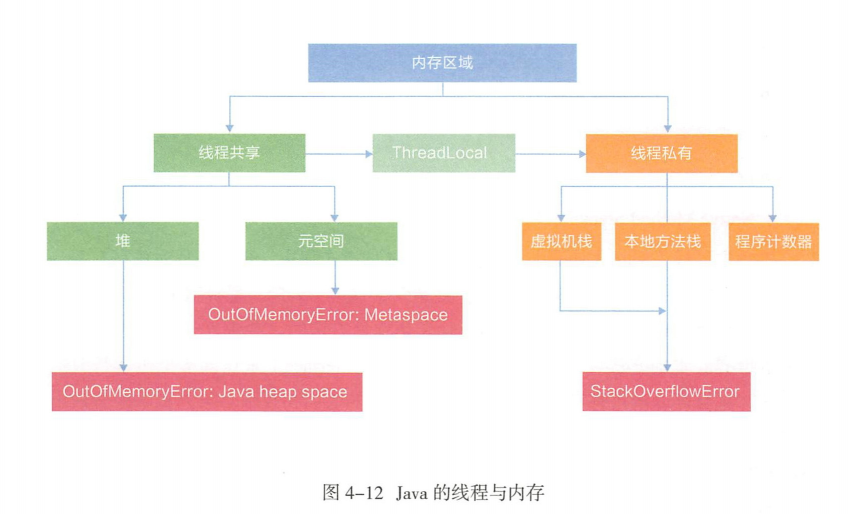 内存区域
线程共享
ThreadLocal
线程私有
堆
元空间
虚拟机栈
本地方法栈
程序计数器
OutOfMemoryError: Metaspace
OutOfMemoryError: Java heap space
StackOverflowError
图 4-12 Java 的线程与内存